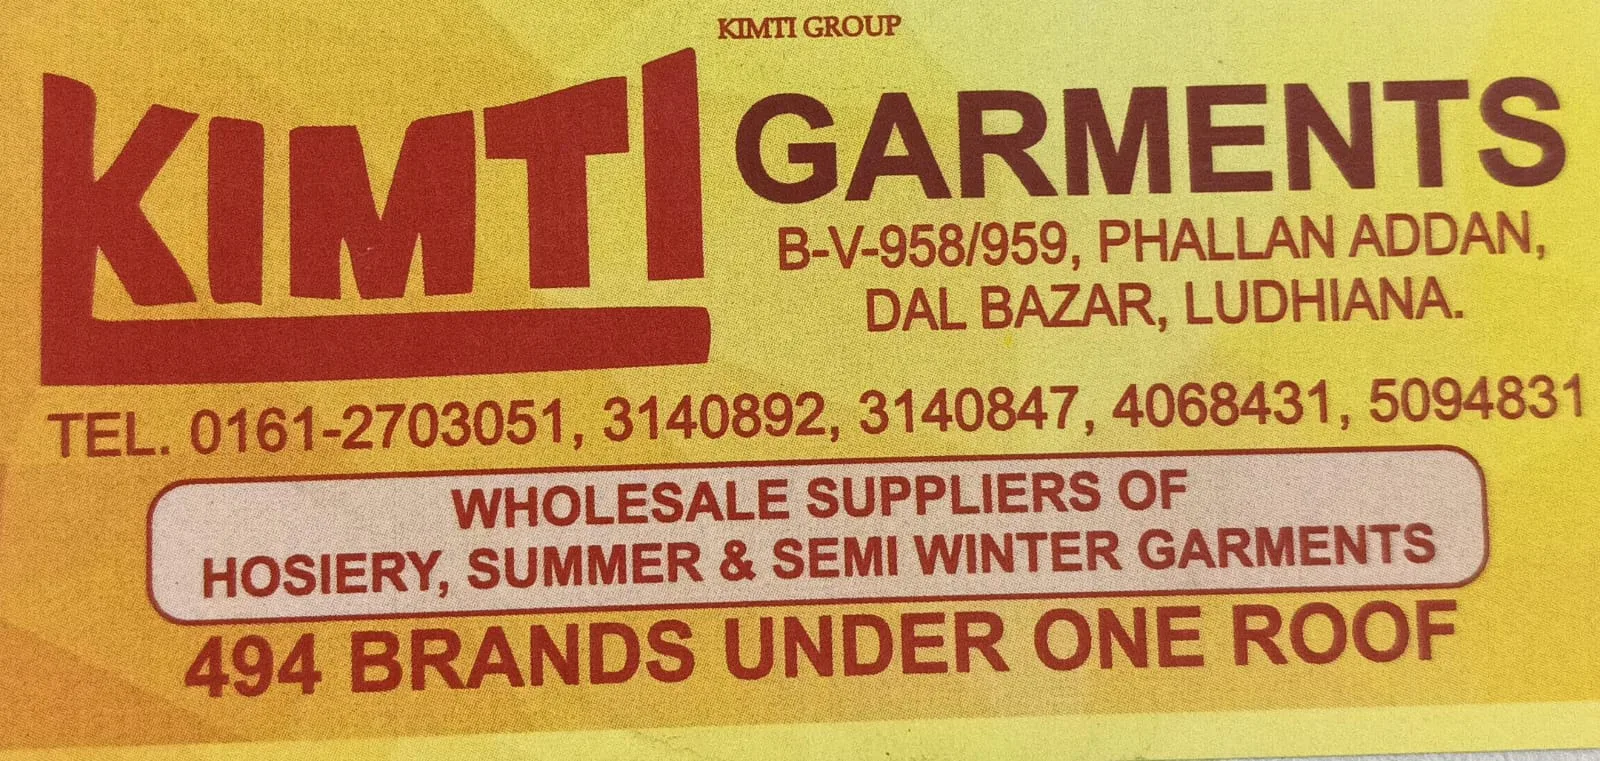 KIMTI GROUP
KIMTI GARMENTS
B-V-958/959, PHALLAN ADDAN,
DAL BAZAR, LUDHIANA.
TEL. 0161-2703051, 3140892, 3140847, 4068431, 5094831
WHOLESALE SUPPLIERS OF
HOSIERY, SUMMER & SEMI WINTER GARMENTS
494 BRANDS UNDER ONE ROOF